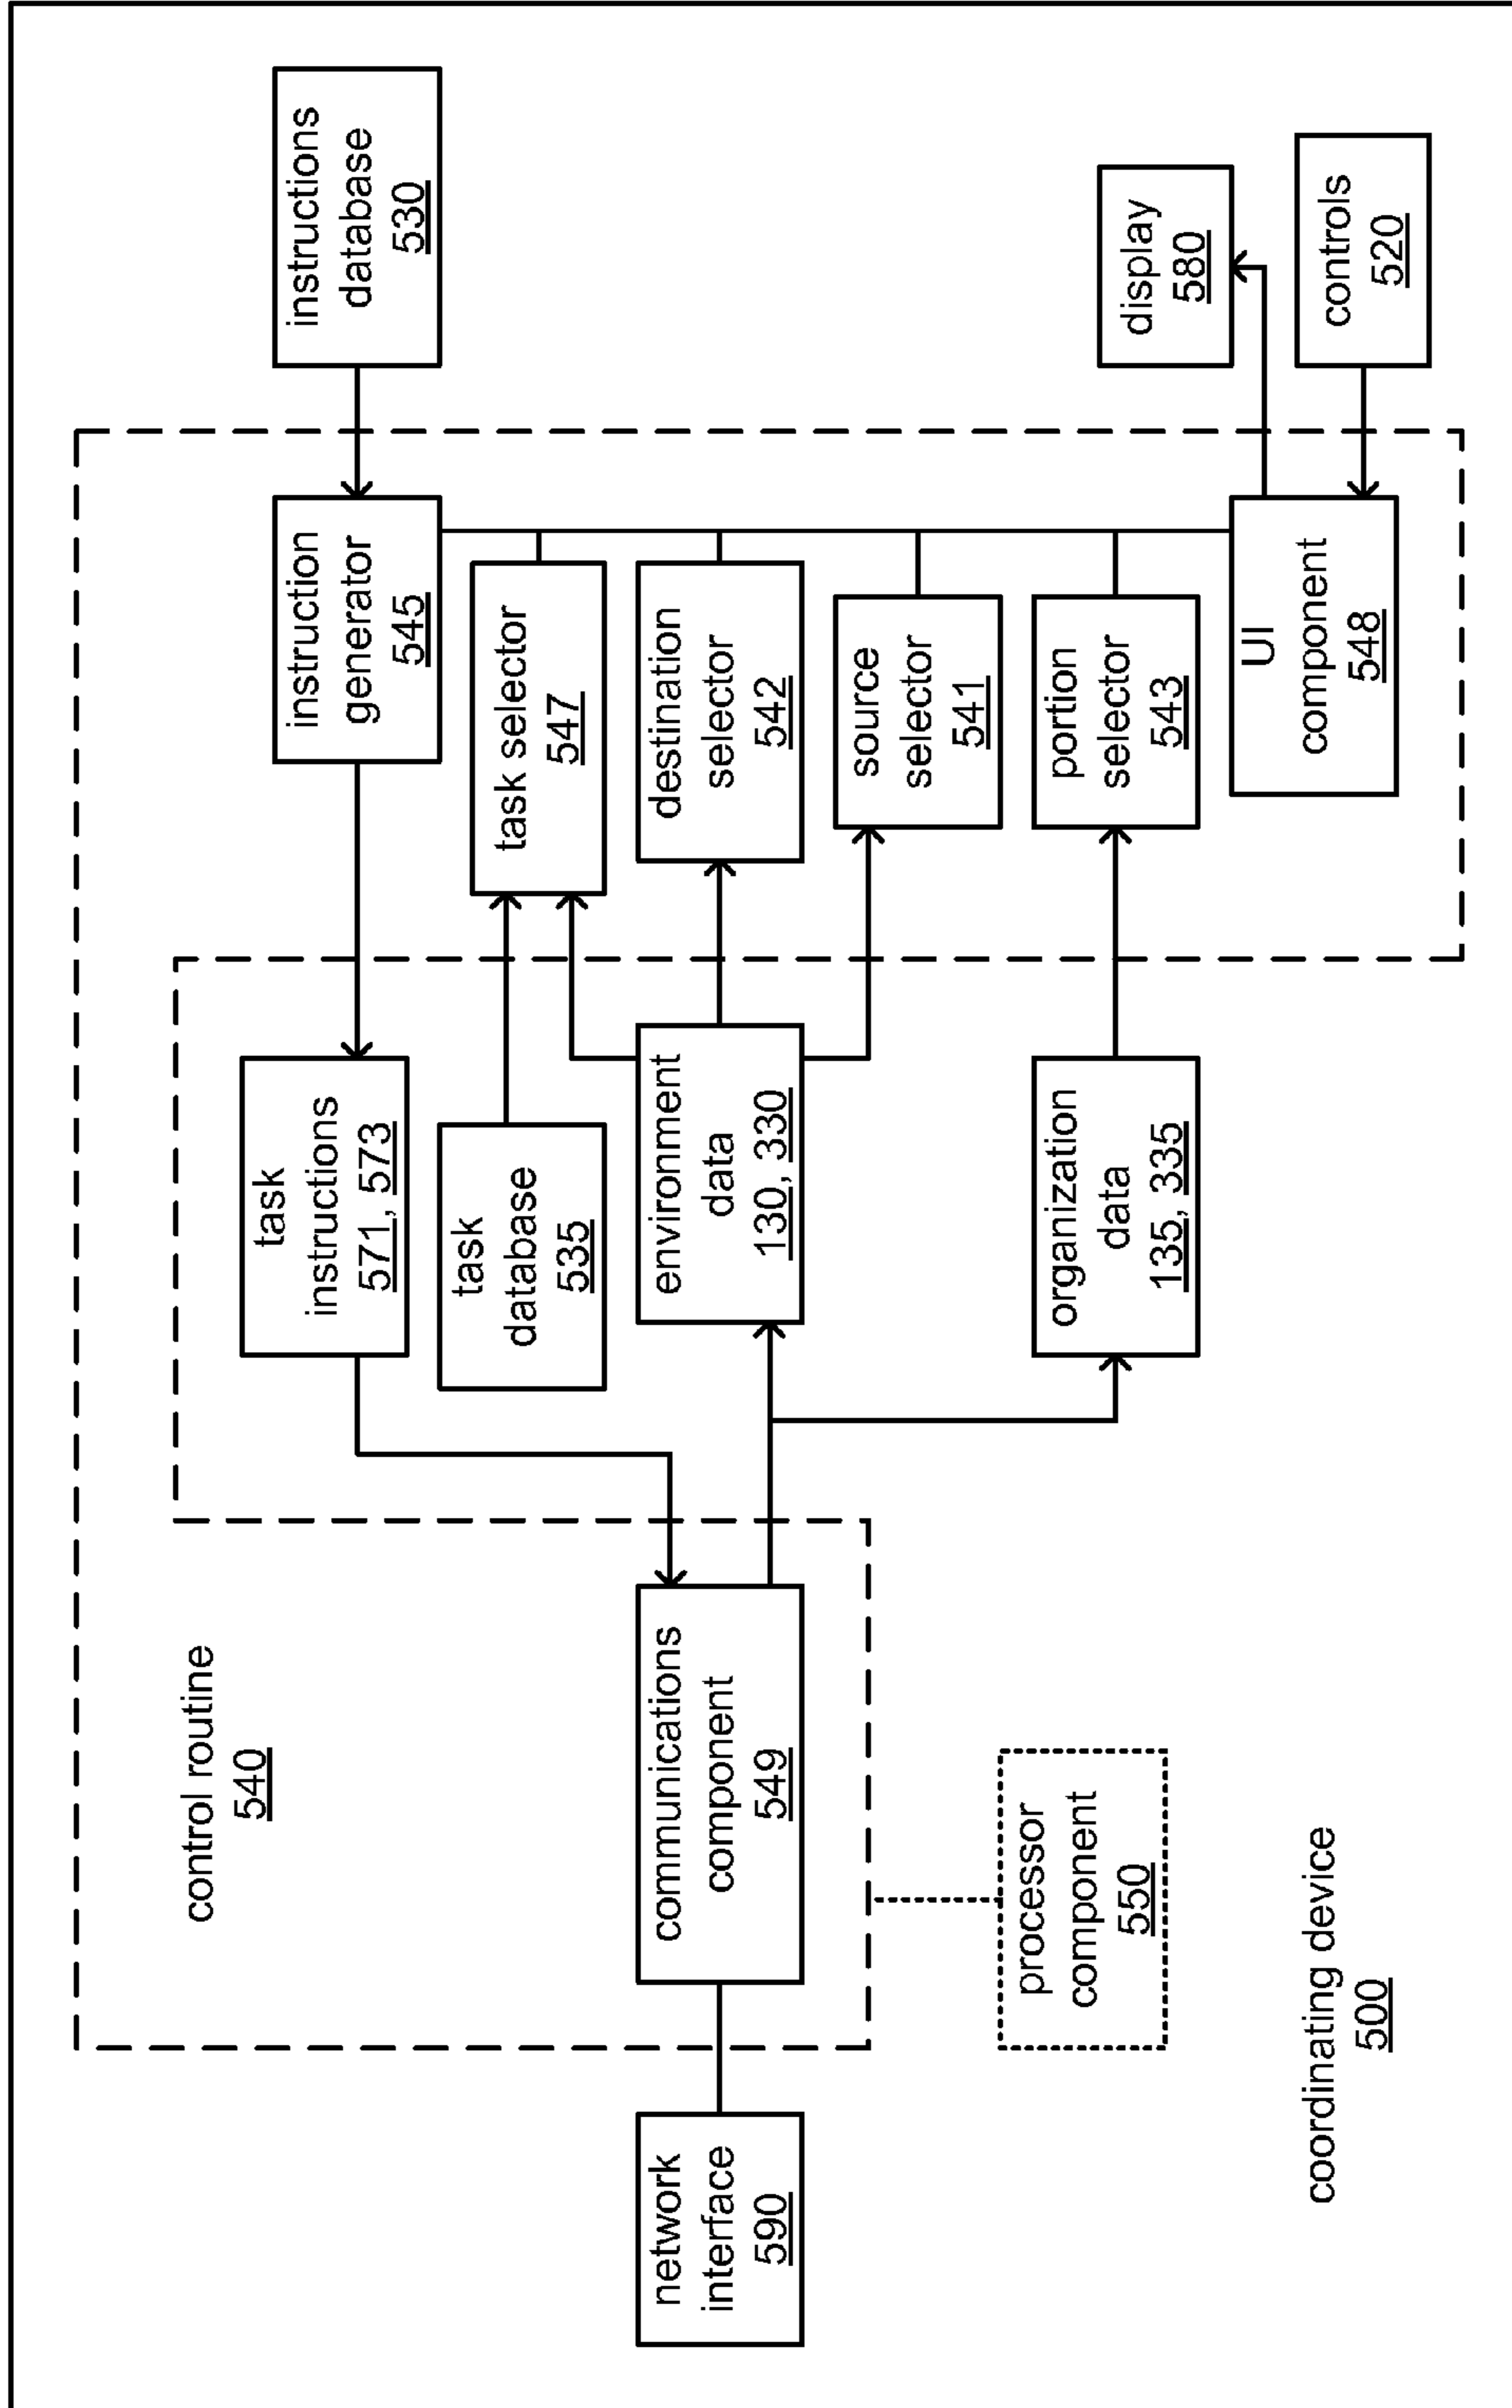 control routine
540
network
interface
590
communications
component
549
processor
component
550
coordinating device
500
task
instructions
571, 573
task
database
535
environment
data
130, 330
organization
data
135, 335
instruction
generator
545
task selector
547
destination
selector
542
source
selector
541
portion
selector
543
UI
component
548
instructions
database
530
display
580
controls
520